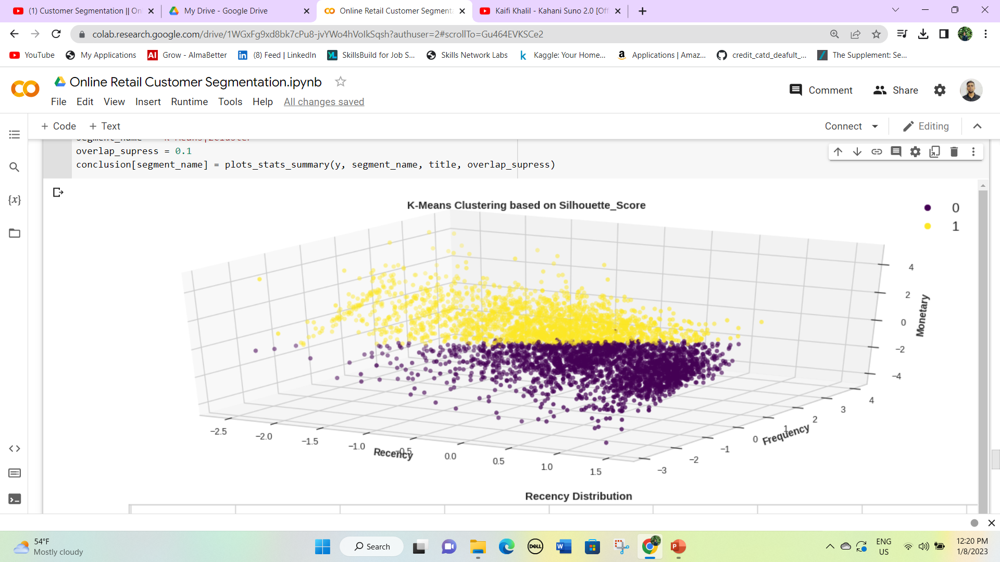 (1) Customer Segmentation || On
My Drive - Google Drive
Online Retail Customer Segmenta
Kaifi Khalil - Kahani Suno 2.0 [Off
colab.research.google.com/drive/1WGxFg9xd8bk7cPu8-jvYWo4hVoIkSqsh?authuser=2#scrollTo=Gu464EVKSCe2
YouTube
My Applications
AI
Grow - AlmaBetter
(8) Feed | LinkedIn
SkillsBuild for Job S...
Skills Network Labs
Kaggle: Your Home...
Applications | Amaz...
credit_catd_deafult_...
The Supplement: Se...
Online Retail Customer Segmentation.ipynb
Comment
Share
File Edit View Insert Runtime Tools Help All changes saved
+ Code + Text
Connect
Editing
overlap_supress = 0.1
conclusion[segment_name] = plots_stats_summary(y, segment_name, title, overlap_supress)
K-Means Clustering based on Silhouette_Score
0
1
4
2
0
−2
−4
Monetary
4
3
2
1
0
−1
−2
−3
Frequency
−2.5
−2.0
−1.5
−1.0
−0.5
0.0
0.5
1.0
1.5
Recency
Recency Distribution
54°F
Mostly cloudy
Search
DELL
ENG
US
12:20 PM
1/8/2023